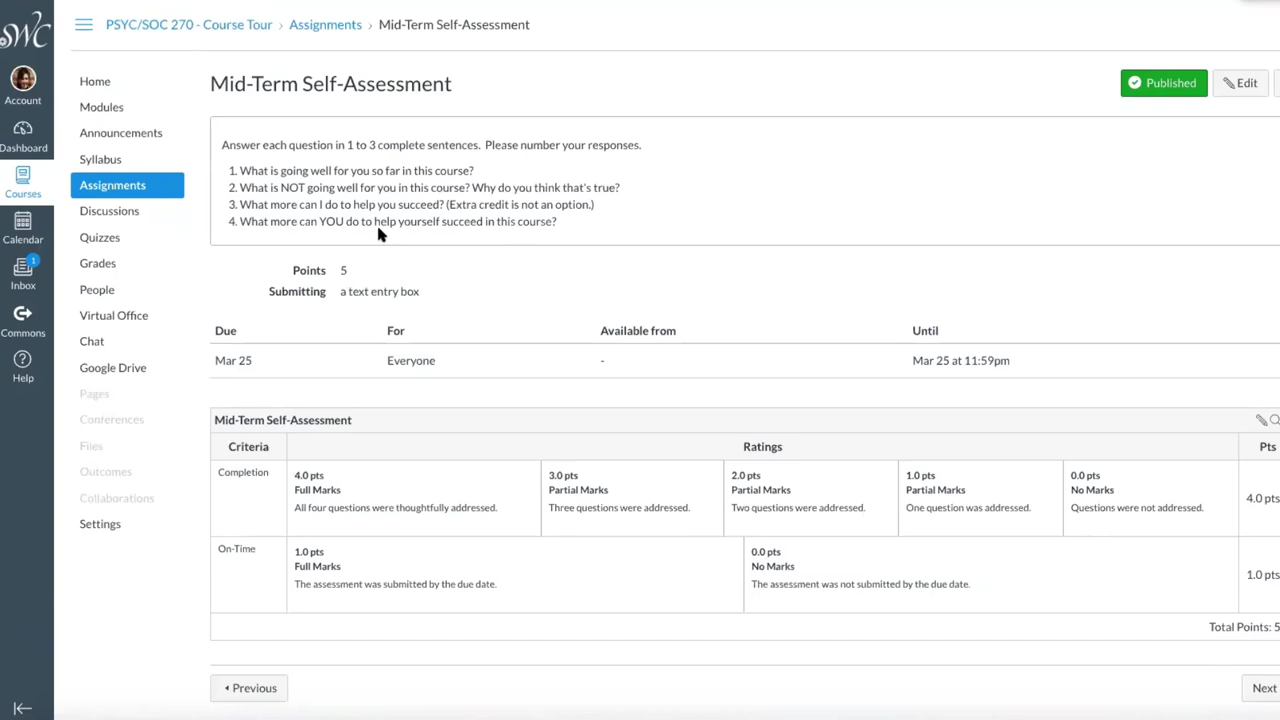 SWC
PSYC/SOC 270 - Course Tour › Assignments › Mid-Term Self-Assessment
Account
Dashboard
Courses
Calendar
1
Inbox
Commons
Help
Home
Modules
Announcements
Syllabus
Assignments
Discussions
Quizzes
Grades
People
Virtual Office
Chat
Google Drive
Pages
Conferences
Files
Outcomes
Collaborations
Settings
Mid-Term Self-Assessment
Published
Edit
Answer each question in 1 to 3 complete sentences. Please number your responses.
1. What is going well for you so far in this course?
2. What is NOT going well for you in this course? Why do you think that's true?
3. What more can I do to help you succeed? (Extra credit is not an option.)
4. What more can YOU do to help yourself succeed in this course?
Points 5
Submitting a text entry box
Due For Available from Until
Mar 25 Everyone - Mar 25 at 11:59pm
Mid-Term Self-Assessment
Criteria Ratings Pts
Completion
4.0 pts
Full Marks
All four questions were thoughtfully addressed.
3.0 pts
Partial Marks
Three questions were addressed.
2.0 pts
Partial Marks
Two questions were addressed.
1.0 pts
Partial Marks
One question was addressed.
0.0 pts
No Marks
Questions were not addressed.
4.0 pts
On-Time
1.0 pts
Full Marks
The assessment was submitted by the due date.
0.0 pts
No Marks
The assessment was not submitted by the due date.
1.0 pts
Total Points: 5
Previous
Next